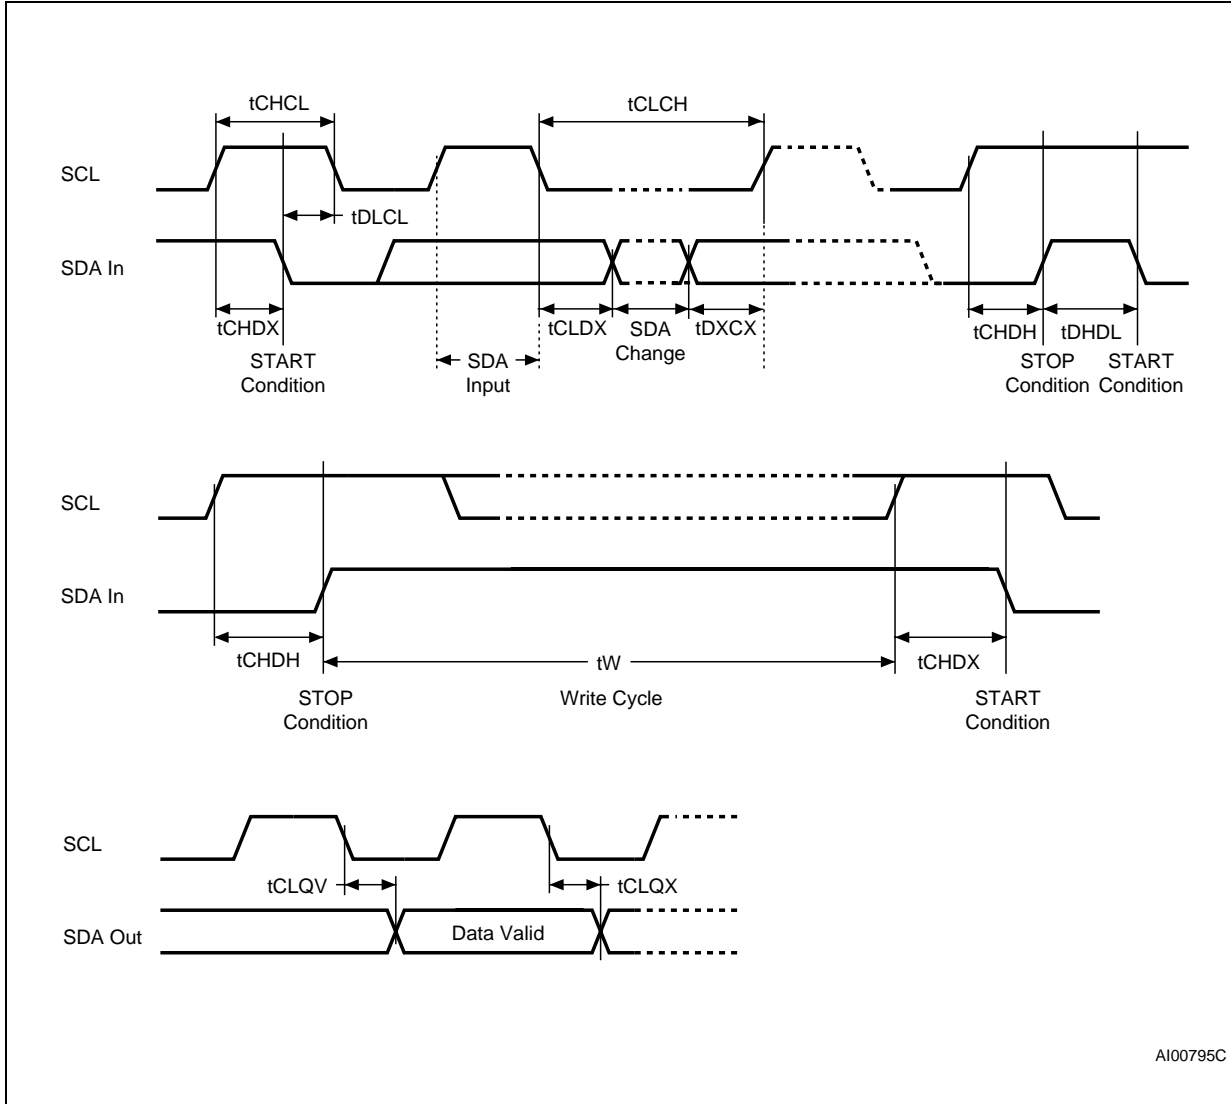 tCHCL
tCLCH
SCL
tDLCL
SDA In
tCHDX
tCLDX
SDA
Change
tDXCX
tCHDH
tDHDL
START
Condition
SDA
Input
STOP
Condition
START
Condition
SCL
SDA In
tCHDH
tW
tCHDX
STOP
Condition
Write Cycle
START
Condition
SCL
tCLQV
tCLQX
SDA Out
Data Valid
AI00795C